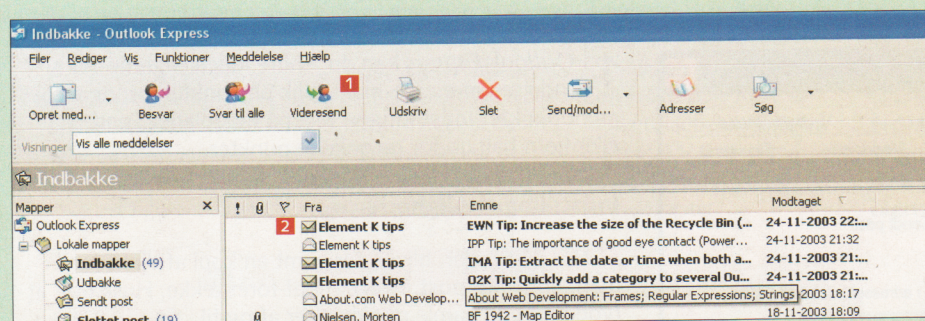 Indbakke - Outlook Express
Filer Rediger Vis Funktioner Meddelelse Hjælp
1
Opret med... Besvar Svar til alle Videresend Udskriv Slet Send/mod... Adresser Søg
Visninger Vis alle meddelelser
Indbakke
Mapper × ! Fra Emne Modtaget
Outlook Express 2 Element K tips EWN Tip: Increase the size of the Recycle Bin (... 24-11-2003 22:...
Lokale mapper Element K tips IPP Tip: The importance of good eye contact (Power... 24-11-2003 21:32
Indbakke (49) Element K tips IMA Tip: Extract the date or time when both a... 24-11-2003 21:...
Udbakke Element K tips O2K Tip: Quickly add a category to several Ou... 24-11-2003 21:...
Sendt post About.com Web Develop... About Web Development: Frames; Regular Expressions; Strings -2003 18:17
Slettet post (19) Nielsen, Morten BF 1942 - Map Editor 18-11-2003 18:09